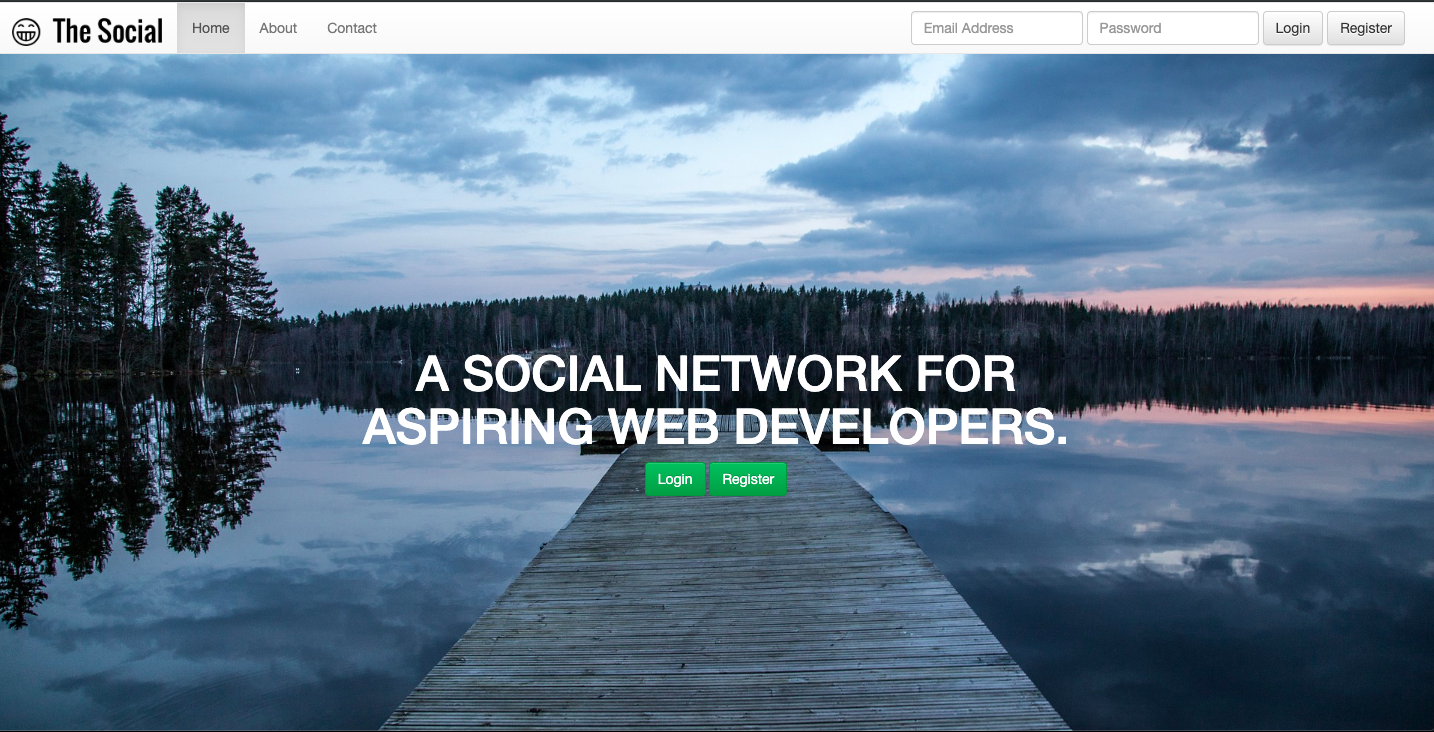 The Social Home About Contact Email Address Password Login Register
A SOCIAL NETWORK FOR
ASPIRING WEB DEVELOPERS.
Login Register